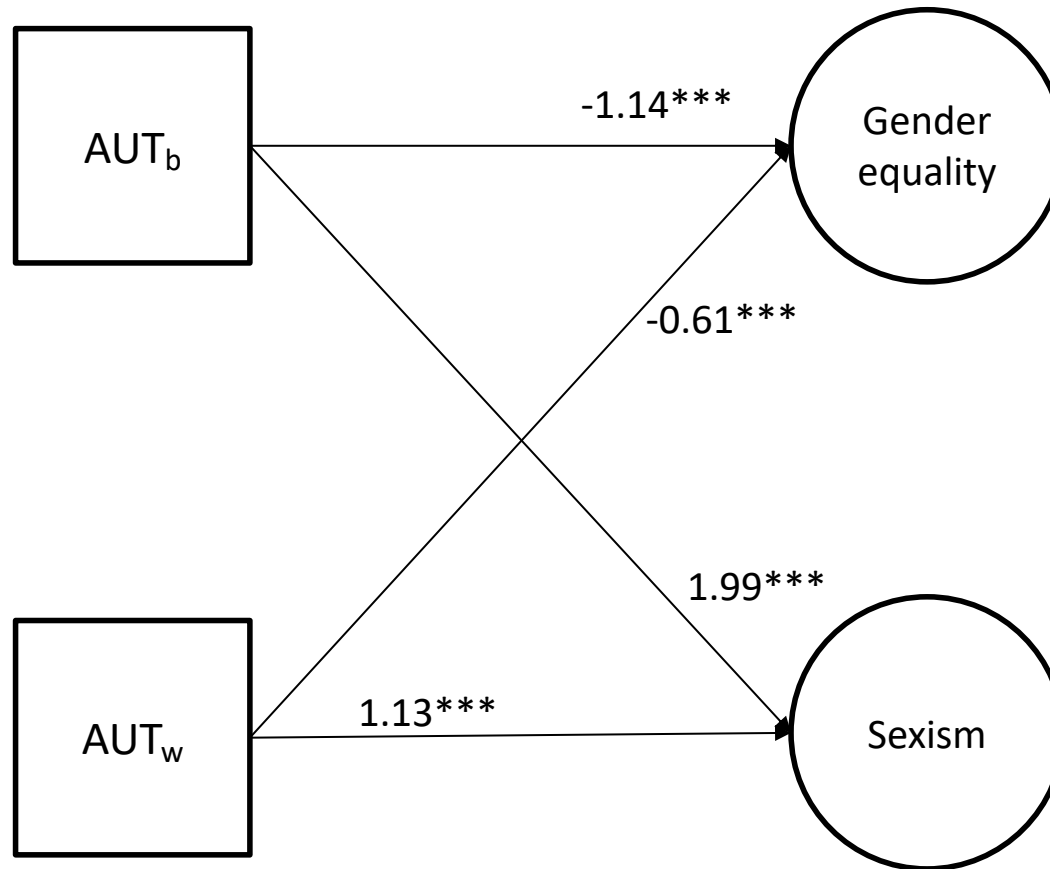 -1.14***
AUT_b
Gender
equality
-0.61***
1.99***
1.13***
AUT_w
Sexism